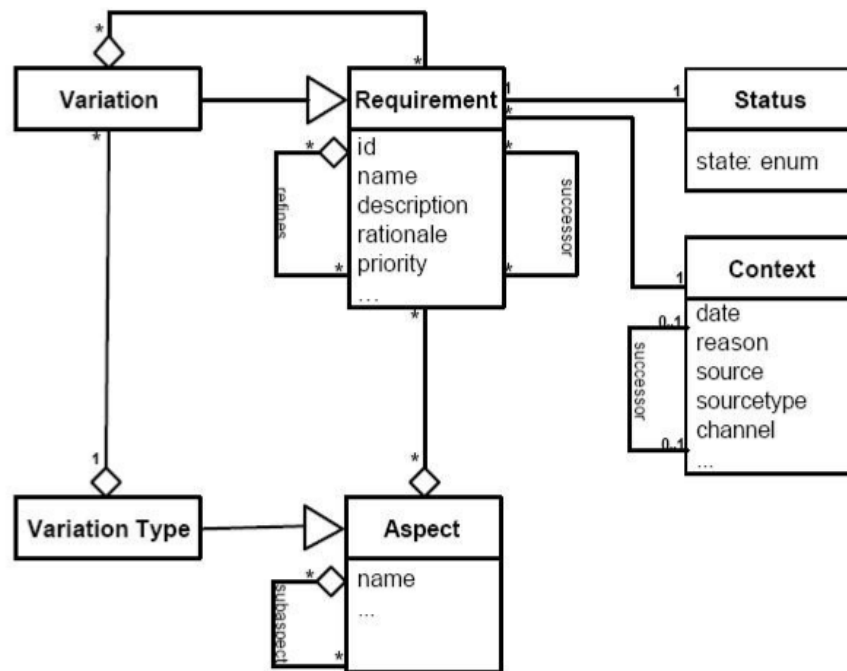 *
*
Variation
Requirement
1
1
Status
*
*
*
id
*
state: enum
name
refines
description
successor
rationale
*
priority
*
1
Context
...
*
date
0..1
reason
successor
source
sourcetype
channel
0..1
...
1
*
Variation Type
Aspect
*
name
subaspect
...
*